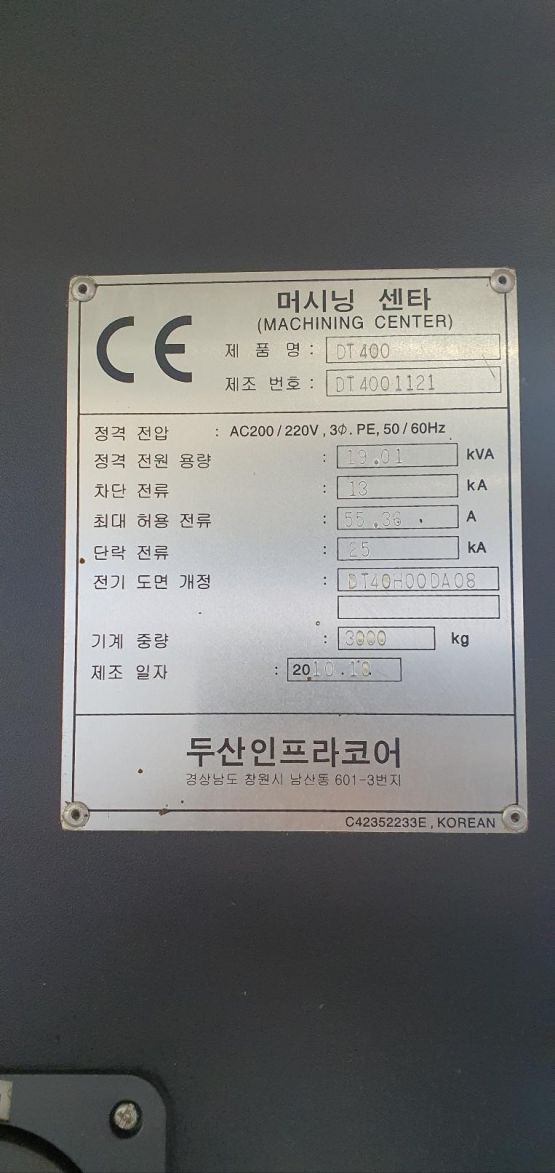 CE
머시닝 센타
(MACHINING CENTER)
제 품 명 : DT400
제조 번호 : DT4001121
정격 전압 : AC200/220V, 3Φ. PE, 50/60Hz
정격 전원 용량 : 19.01 kVA
차단 전류 : 13 kA
최대 허용 전류 : 55.36 A
단락 전류 : 25 kA
전기 도면 개정 : DT40H00DA08
기계 중량 : 3000 kg
제조 일자 : 2010.10.
두산인프라코어
경상남도 창원시 남산동 601-3번지
C42352233E, KOREAN